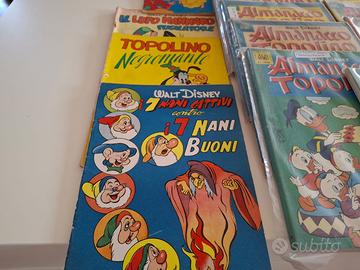 IL LUPO MANNARO
TOPOLINO
Negromante
WALT DISNEY
7 NANI CATTIVI
contro
i 7 NANI
BUONI
Almanacco
Almanacco
TOPOLINO
WALT DISNEY
Almanacco
TOPOL
Subito